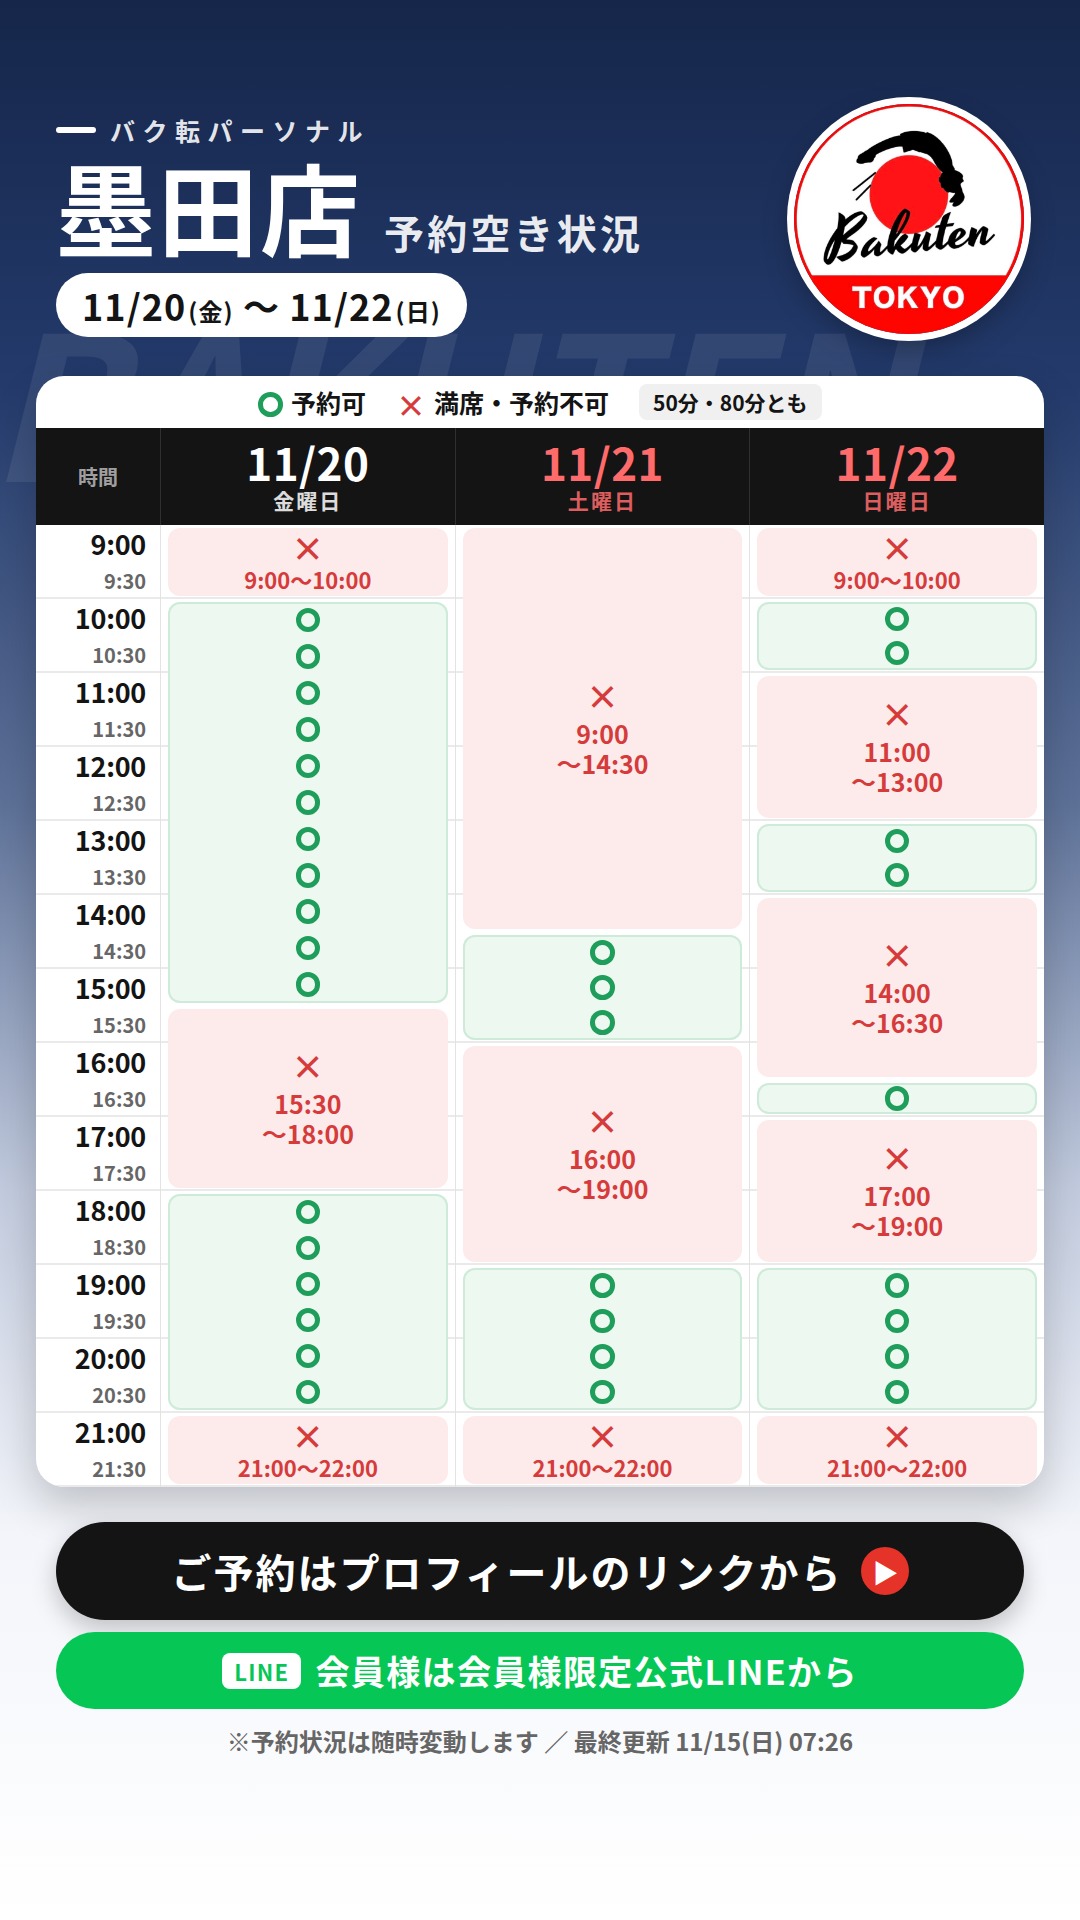 バク転パーソナル
墨田店 予約空き状況
11/20(金) 〜 11/22(日)
Bakuten
TOKYO
BAKUTEN
予約可 × 満席・予約不可 50分・80分とも
時間 11/20 11/21 11/22
金曜日 土曜日 日曜日
9:00 × ×
9:30 9:00〜10:00 9:00〜10:00
10:00
10:30
11:00 × ×
11:30 9:00 11:00
12:00 〜14:30 〜13:00
12:30
13:00
13:30
14:00 ×
14:30 14:00
15:00 〜16:30
15:30
16:00 × ×
16:30 15:30 16:00
17:00 〜18:00 〜19:00 ×
17:30 17:00
18:00 〜19:00
18:30
19:00
19:30
20:00
20:30
21:00 × × ×
21:30 21:00〜22:00 21:00〜22:00 21:00〜22:00
ご予約はプロフィールのリンクから
LINE 会員様は会員様限定公式LINEから
※予約状況は随時変動します ／ 最終更新 11/15(日) 07:26